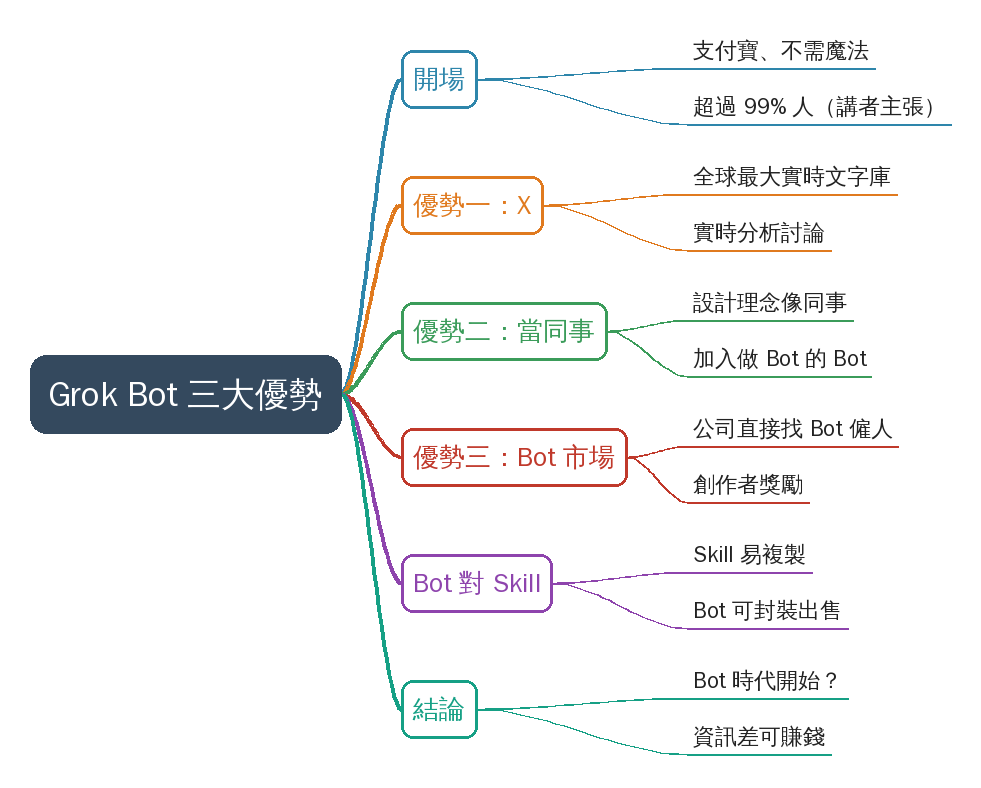 Grok Bot 三大優勢
開場
支付寶、不需魔法
超過 99% 人（講者主張）
優勢一：X
全球最大實時文字庫
實時分析討論
優勢二：當同事
設計理念像同事
加入做 Bot 的 Bot
優勢三：Bot 市場
公司直接找 Bot 僱人
創作者獎勵
Bot 對 Skill
Skill 易複製
Bot 可封裝出售
結論
Bot 時代開始？
資訊差可賺錢